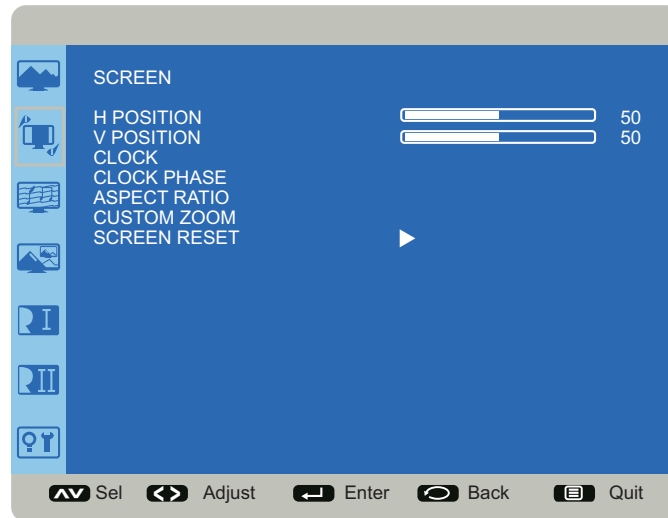 SCREEN
H POSITION 50
V POSITION 50
CLOCK
CLOCK PHASE
ASPECT RATIO
CUSTOM ZOOM
SCREEN RESET
I
II
Sel Adjust Enter Back Quit